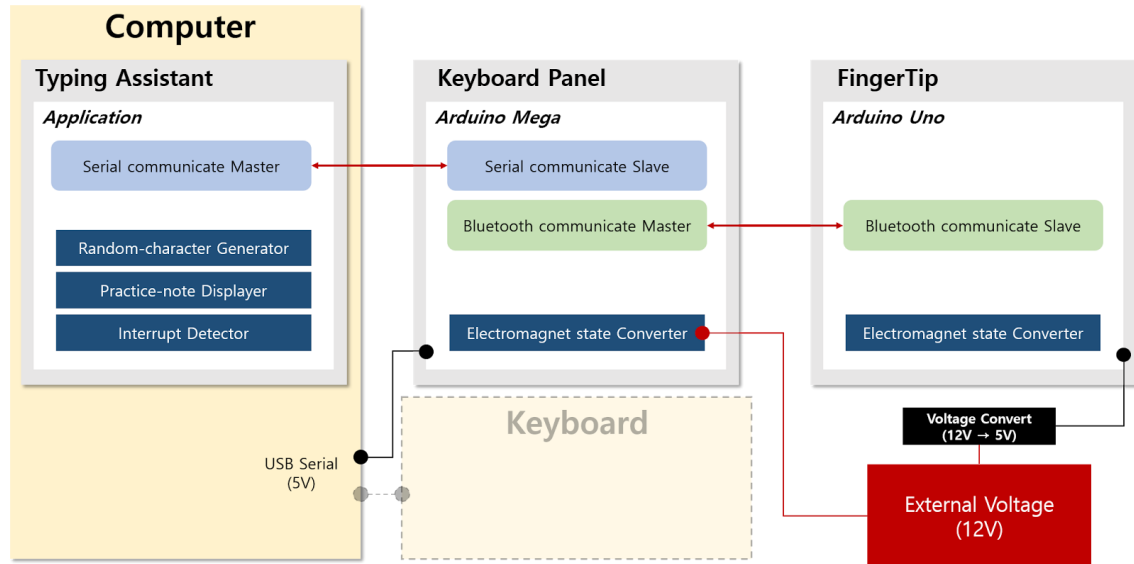 Computer
Typing Assistant
Application
Serial communicate Master
Random-character Generator
Practice-note Displayer
Interrupt Detector
USB Serial
(5V)
Keyboard Panel
Arduino Mega
Serial communicate Slave
Bluetooth communicate Master
Electromagnet state Converter
Keyboard
FingerTip
Arduino Uno
Bluetooth communicate Slave
Electromagnet state Converter
Voltage Convert
(12V → 5V)
External Voltage
(12V)